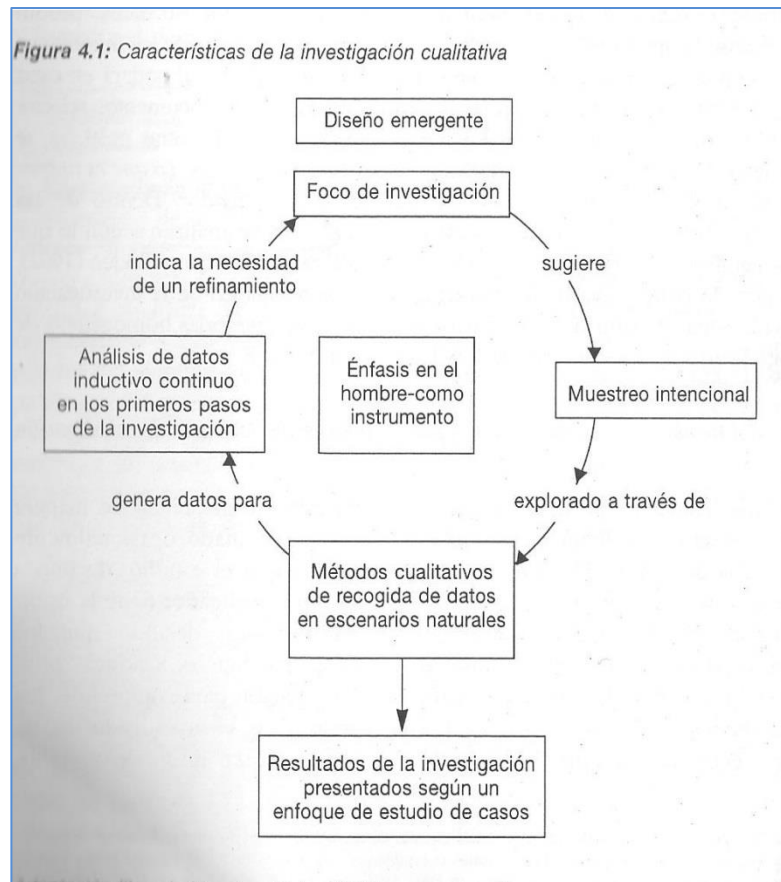 Figura 4.1: Características de la investigación cualitativa
Diseño emergente
Foco de investigación
sugiere
Muestreo intencional
explorado a través de
Métodos cualitativos
de recogida de datos
en escenarios naturales
genera datos para
Análisis de datos
inductivo continuo
en los primeros pasos
de la investigación
indica la necesidad
de un refinamiento
Énfasis en el
hombre-como
instrumento
Resultados de la investigación
presentados según un
enfoque de estudio de casos